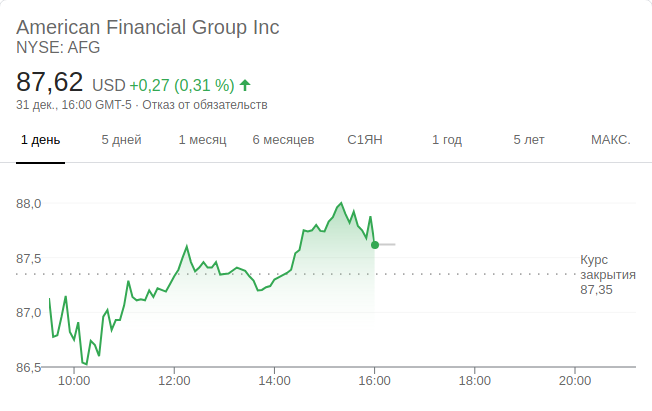 American Financial Group Inc
NYSE: AFG
87,62 USD +0,27 (0,31 %)
31 дек., 16:00 GMT-5 · Отказ от обязательств
1 день 5 дней 1 месяц 6 месяцев С1ЯН 1 год 5 лет МАКС.
88,0
87,5
Курс
закрытия
87,35
87,0
86,5
10:00 12:00 14:00 16:00 18:00 20:00